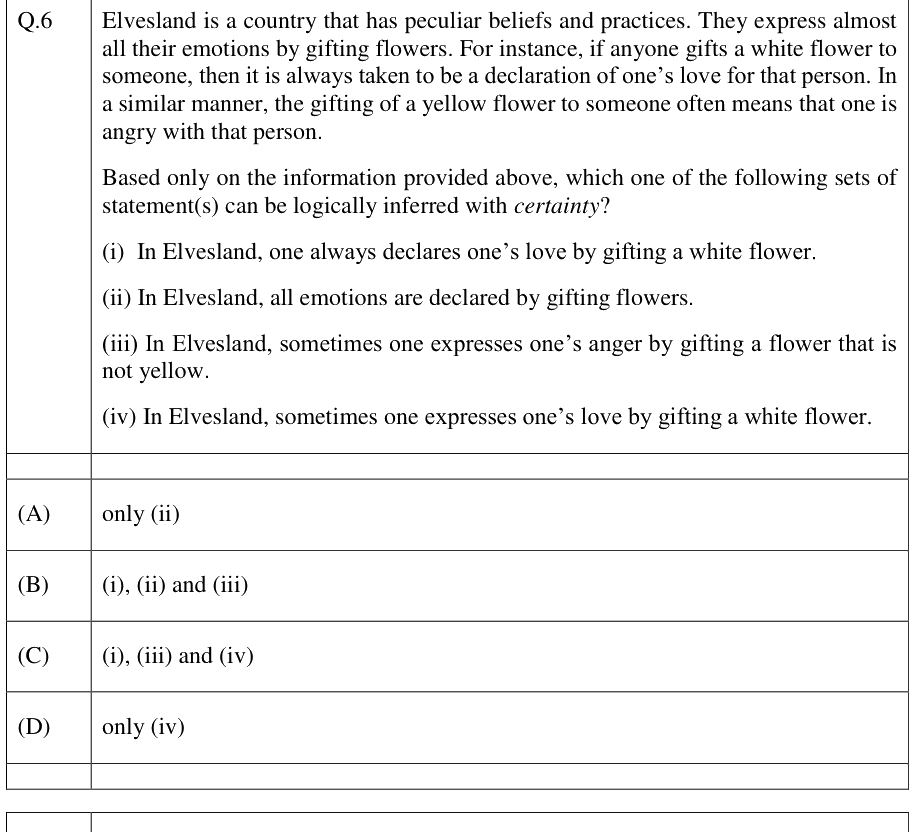 Q.6 Elvesland is a country that has peculiar beliefs and practices. They express almost
all their emotions by gifting flowers. For instance, if anyone gifts a white flower to
someone, then it is always taken to be a declaration of one’s love for that person. In
a similar manner, the gifting of a yellow flower to someone often means that one is
angry with that person.
Based only on the information provided above, which one of the following sets of
statement(s) can be logically inferred with certainty?
(i) In Elvesland, one always declares one’s love by gifting a white flower.
(ii) In Elvesland, all emotions are declared by gifting flowers.
(iii) In Elvesland, sometimes one expresses one’s anger by gifting a flower that is
not yellow.
(iv) In Elvesland, sometimes one expresses one’s love by gifting a white flower.
(A) only (ii)
(B) (i), (ii) and (iii)
(C) (i), (iii) and (iv)
(D) only (iv)